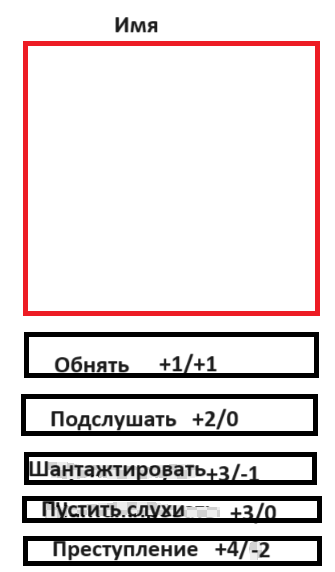 Имя
Обнять +1/+1
Подслушать +2/0
Шантажтировать +3/-1
Пустить слухи +3/0
Преступление +4/-2